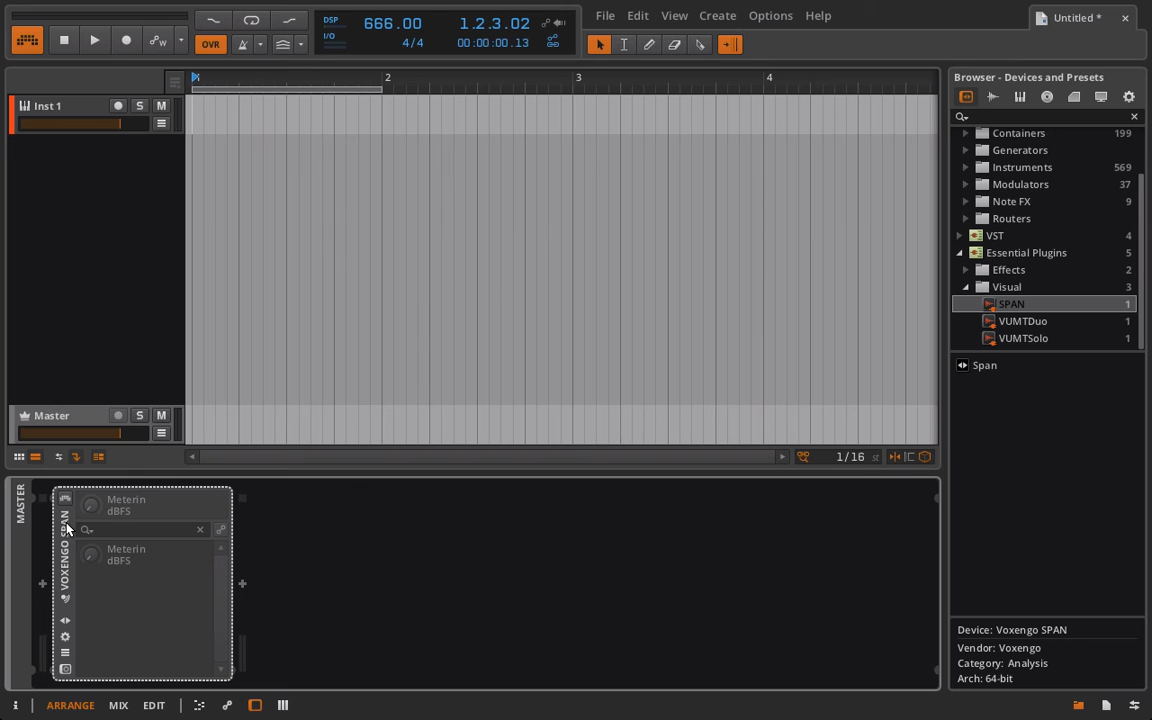 File Edit View Create Options Help
Untitled *
DSP
I/O
666.00
1.2.3.02
4/4
00:00:00.13
OVR
Browser - Devices and Presets
2
3
4
Inst 1
S
M
Containers 199
Generators
Instruments 569
Modulators 37
Note FX 9
Routers
VST 4
Essential Plugins 5
Effects 2
Visual 3
SPAN 1
VUMTDuo 1
VUMTSolo 1
Span
Master
S
M
1/16
MASTER
VOXENGO SPAN
Meterin
dBFS
Meterin
dBFS
Device: Voxengo SPAN
Vendor: Voxengo
Category: Analysis
Arch: 64-bit
i
ARRANGE
MIX
EDIT